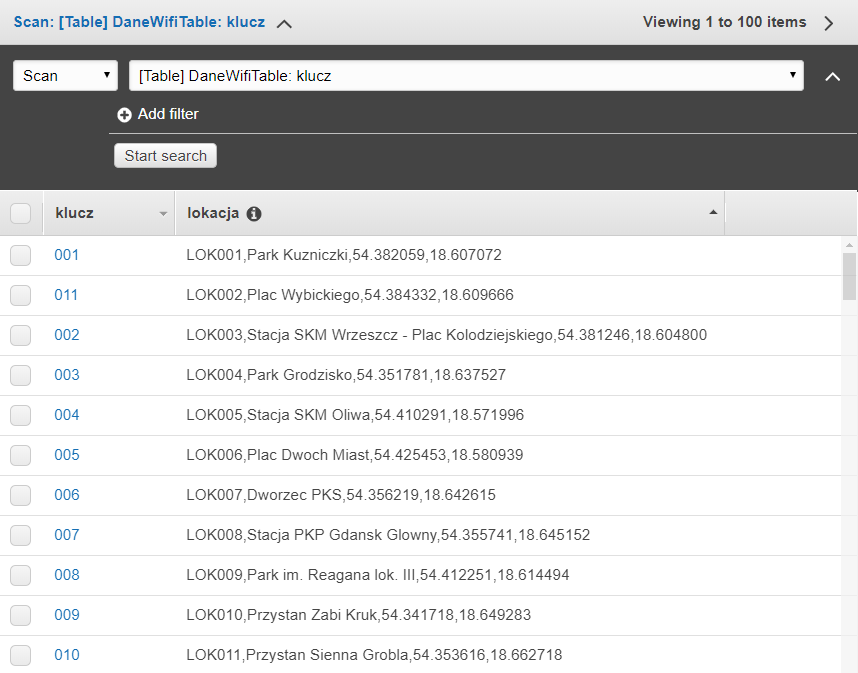 Scan: [Table] DaneWifiTable: klucz Viewing 1 to 100 items
Scan [Table] DaneWifiTable: klucz
Add filter
Start search
klucz lokacja
001 LOK001,Park Kuzniczki,54.382059,18.607072
011 LOK002,Plac Wybickiego,54.384332,18.609666
002 LOK003,Stacja SKM Wrzeszcz - Plac Kolodziejskiego,54.381246,18.604800
003 LOK004,Park Grodzisko,54.351781,18.637527
004 LOK005,Stacja SKM Oliwa,54.410291,18.571996
005 LOK006,Plac Dwoch Miast,54.425453,18.580939
006 LOK007,Dworzec PKS,54.356219,18.642615
007 LOK008,Stacja PKP Gdansk Glowny,54.355741,18.645152
008 LOK009,Park im. Reagana lok. III,54.412251,18.614494
009 LOK010,Przystan Zabi Kruk,54.341718,18.649283
010 LOK011,Przystan Sienna Grobla,54.353616,18.662718